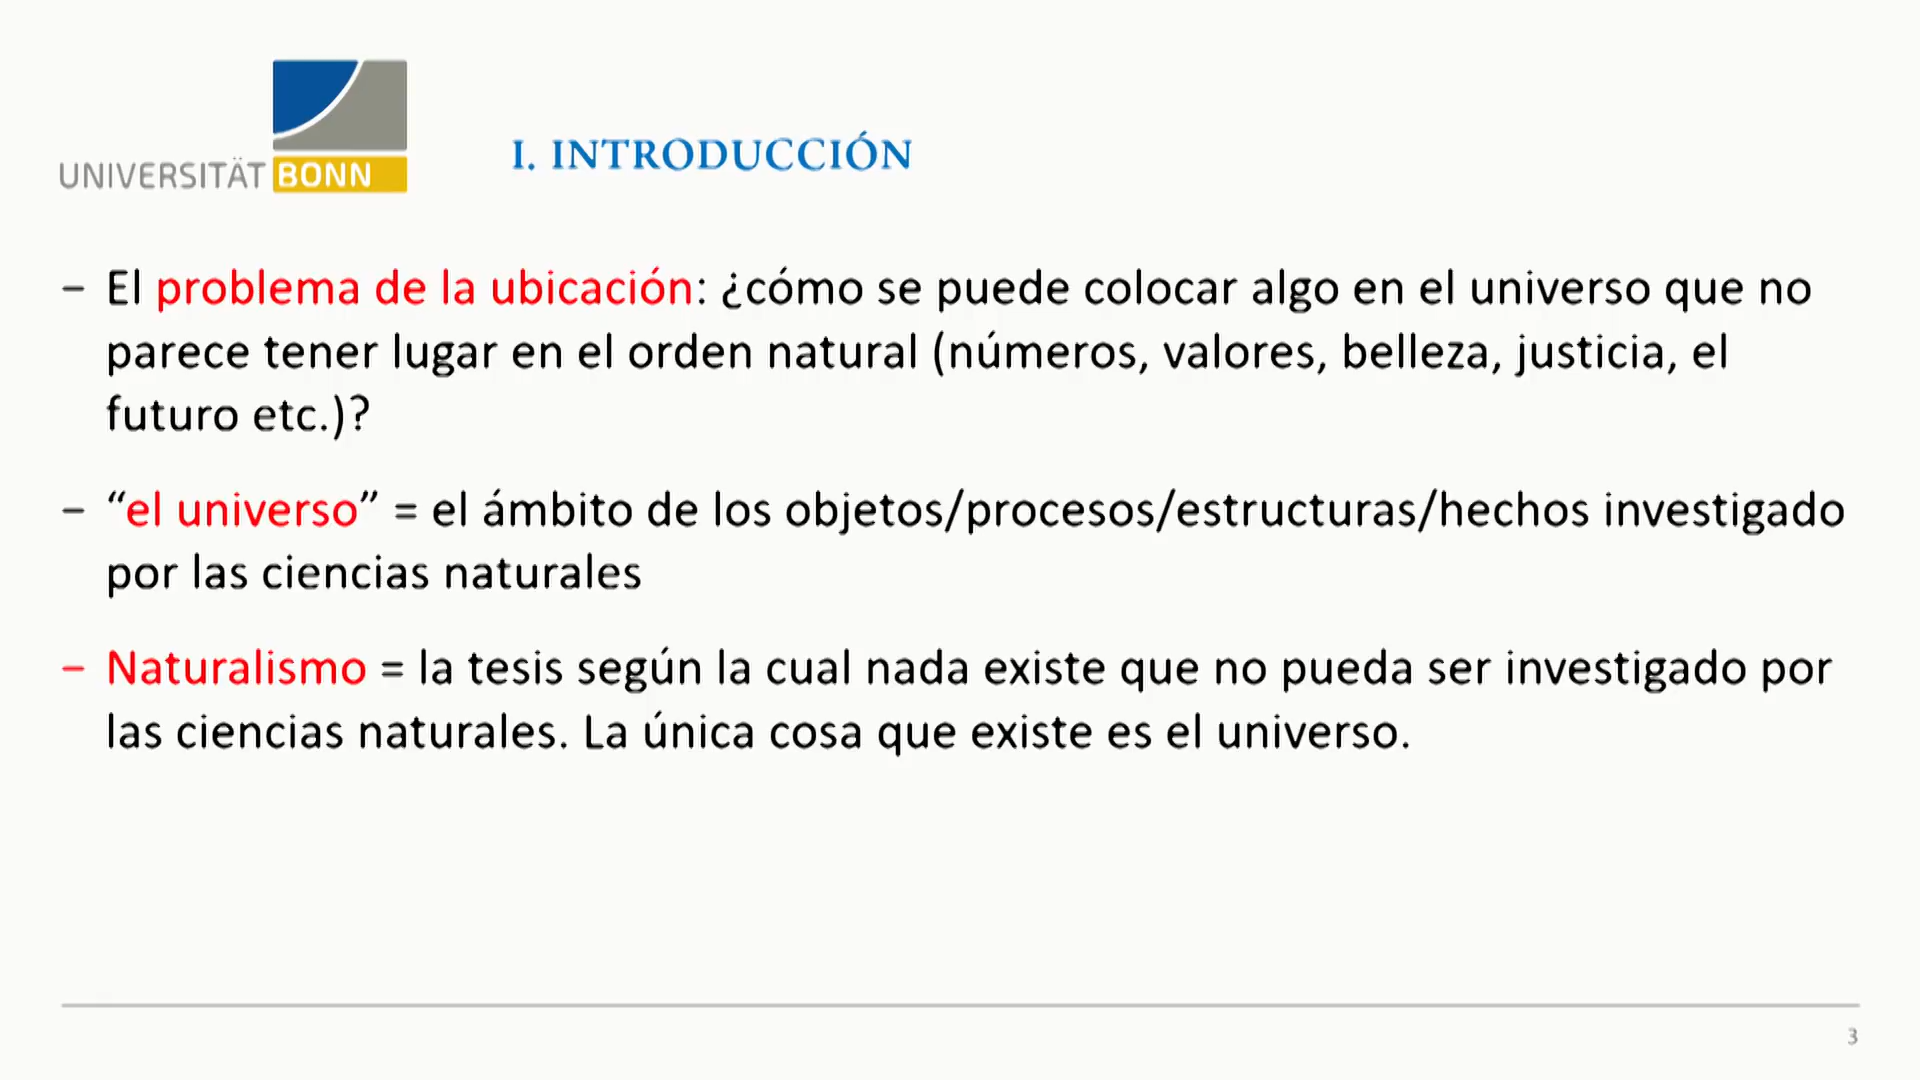 UNIVERSITÄT BONN
I. INTRODUCCIÓN
– El problema de la ubicación: ¿cómo se puede colocar algo en el universo que no
parece tener lugar en el orden natural (números, valores, belleza, justicia, el
futuro etc.)?
– “el universo” = el ámbito de los objetos/procesos/estructuras/hechos investigado
por las ciencias naturales
– Naturalismo = la tesis según la cual nada existe que no pueda ser investigado por
las ciencias naturales. La única cosa que existe es el universo.
3